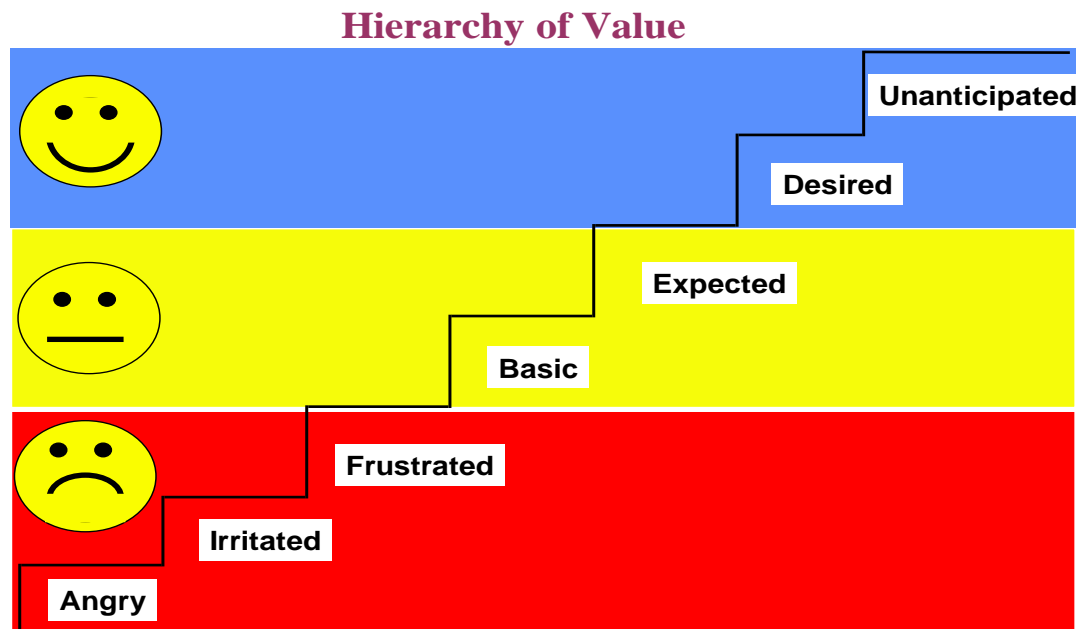 Hierarchy of Value
Unanticipated
Desired
Expected
Basic
Frustrated
Irritated
Angry